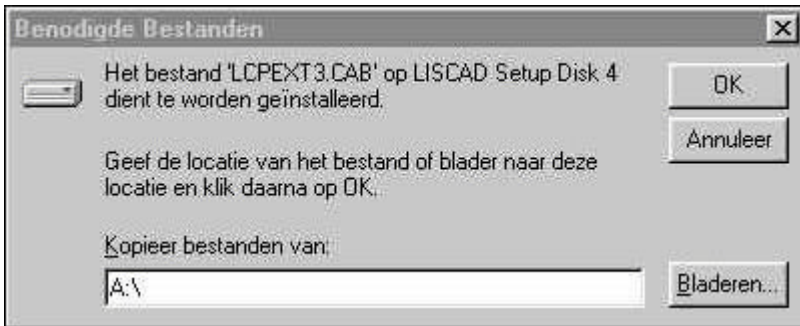 Benodigde Bestanden
Het bestand 'LCPEXT3.CAB' op LISCAD Setup Disk 4
dient te worden geïnstalleerd.
OK
Annuleer
Geef de locatie van het bestand of blader naar deze
locatie en klik daarna op OK.
Kopieer bestanden van:
A:\
Bladeren...